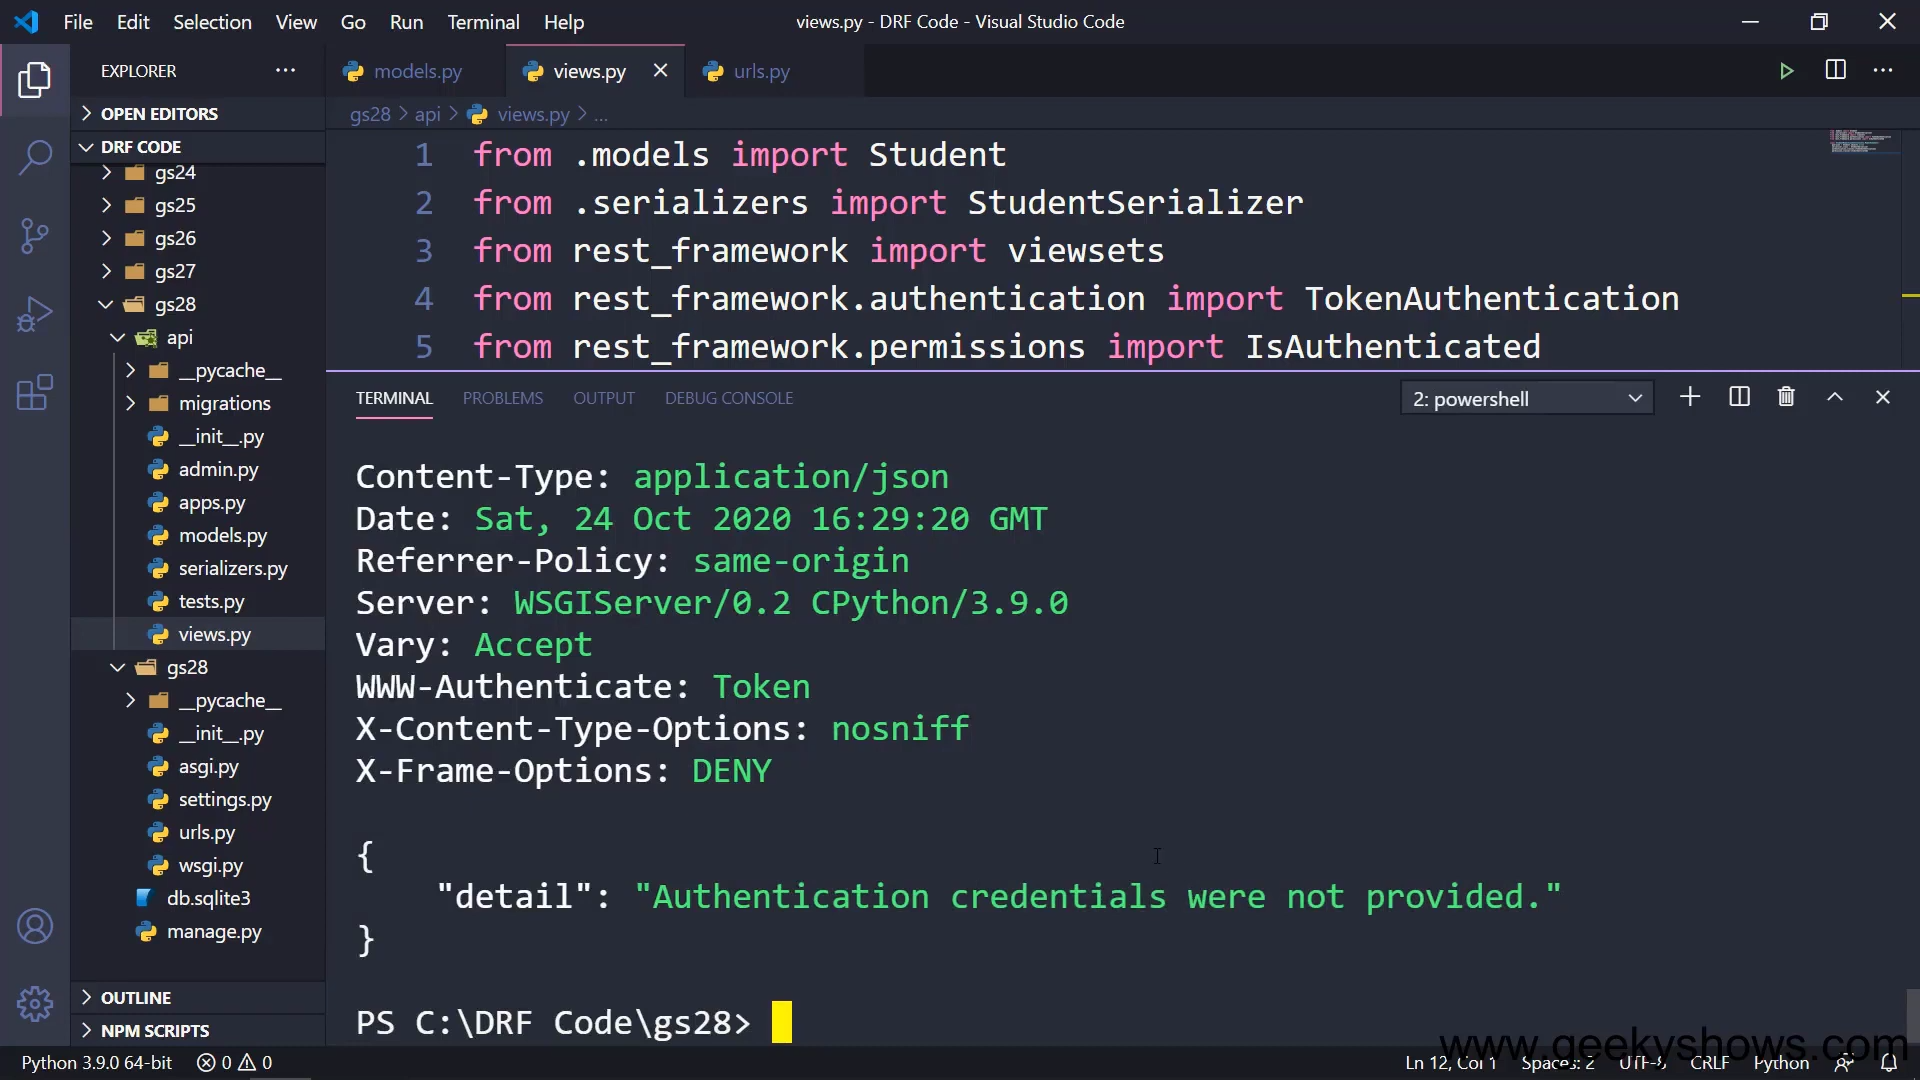 File Edit Selection View Go Run Terminal Help
views.py - DRF Code - Visual Studio Code
EXPLORER
models.py
views.py
urls.py
OPEN EDITORS
gs28 > api > views.py > ...
DRF CODE
gs24
gs25
gs26
gs27
gs28
api
__pycache__
migrations
__init__.py
admin.py
apps.py
models.py
serializers.py
tests.py
views.py
gs28
__pycache__
__init__.py
asgi.py
settings.py
urls.py
wsgi.py
db.sqlite3
manage.py
OUTLINE
NPM SCRIPTS
1 from .models import Student
2 from .serializers import StudentSerializer
3 from rest_framework import viewsets
4 from rest_framework.authentication import TokenAuthentication
5 from rest_framework.permissions import IsAuthenticated
TERMINAL PROBLEMS OUTPUT DEBUG CONSOLE
2: powershell
Content-Type: application/json
Date: Sat, 24 Oct 2020 16:29:20 GMT
Referrer-Policy: same-origin
Server: WSGIServer/0.2 CPython/3.9.0
Vary: Accept
WWW-Authenticate: Token
X-Content-Type-Options: nosniff
X-Frame-Options: DENY
{
"detail": "Authentication credentials were not provided."
}
PS C:\DRF Code\gs28>
www.geekyshows.com
Python 3.9.0 64-bit
0 0
Ln 12, Col 1 Spaces: 2 UTF-8 CRLF Python